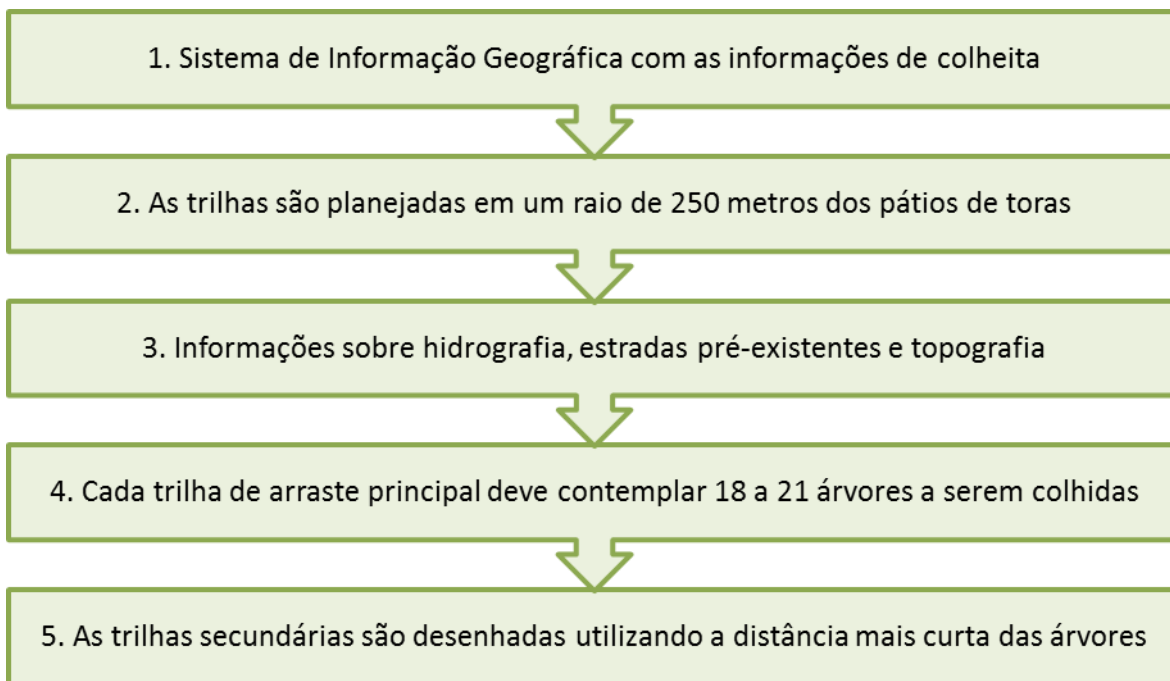 1. Sistema de Informação Geográfica com as informações de colheita
2. As trilhas são planejadas em um raio de 250 metros dos pátios de toras
3. Informações sobre hidrografia, estradas pré-existentes e topografia
4. Cada trilha de arraste principal deve contemplar 18 a 21 árvores a serem colhidas
5. As trilhas secundárias são desenhadas utilizando a distância mais curta das árvores